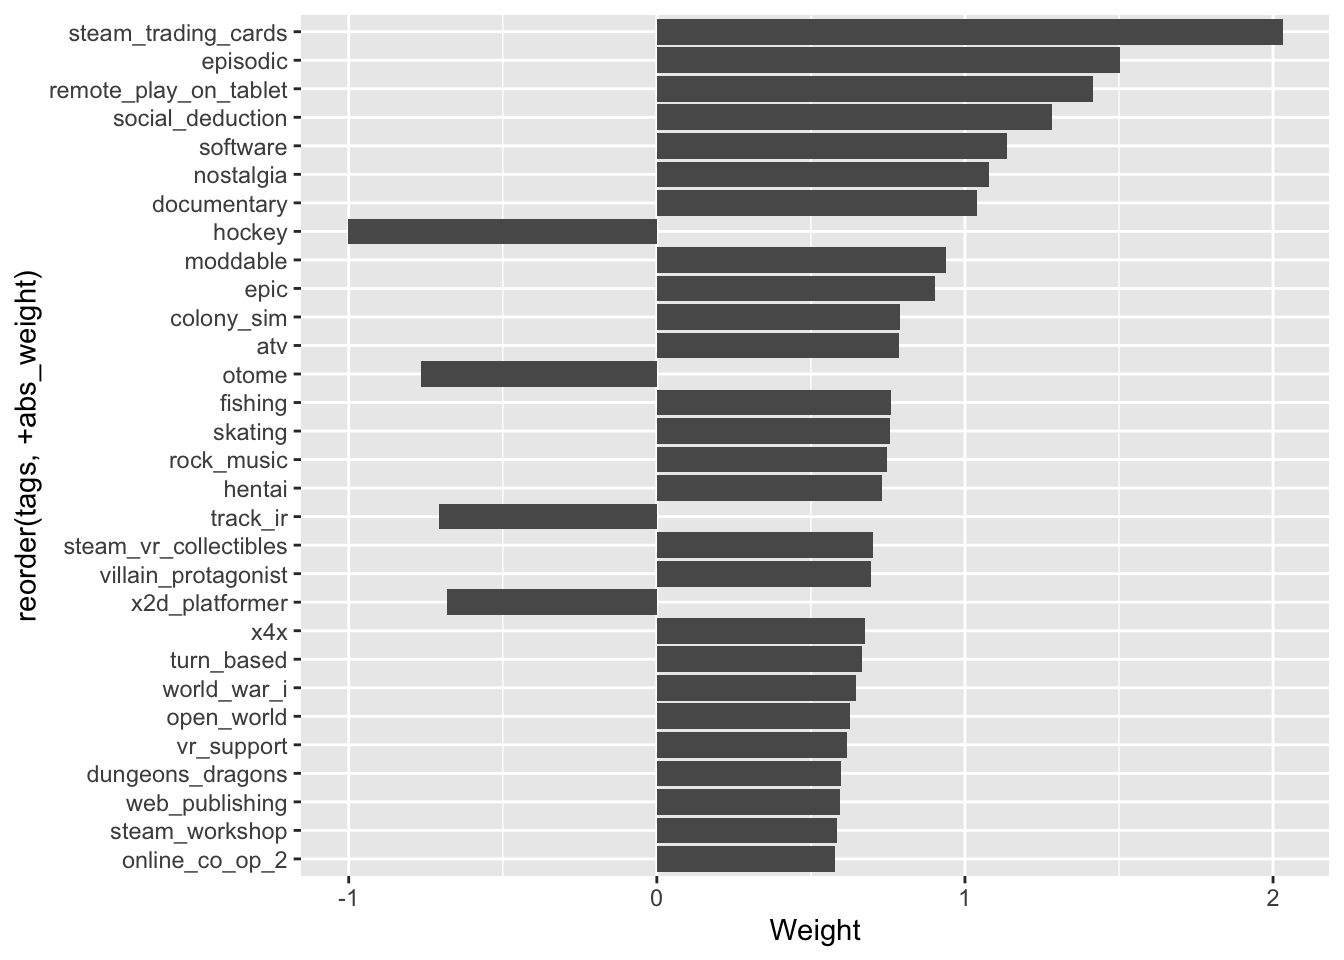 steam_trading_cards
episodic
remote_play_on_tablet
social_deduction
software
nostalgia
documentary
hockey
moddable
epic
colony_sim
atv
otome
fishing
skating
rock_music
hentai
track_ir
steam_vr_collectibles
villain_protagonist
x2d_platformer
x4x
turn_based
world_war_i
open_world
vr_support
dungeons_dragons
web_publishing
steam_workshop
online_co_op_2
reorder(tags, +abs_weight)
-1 0 1 2
Weight